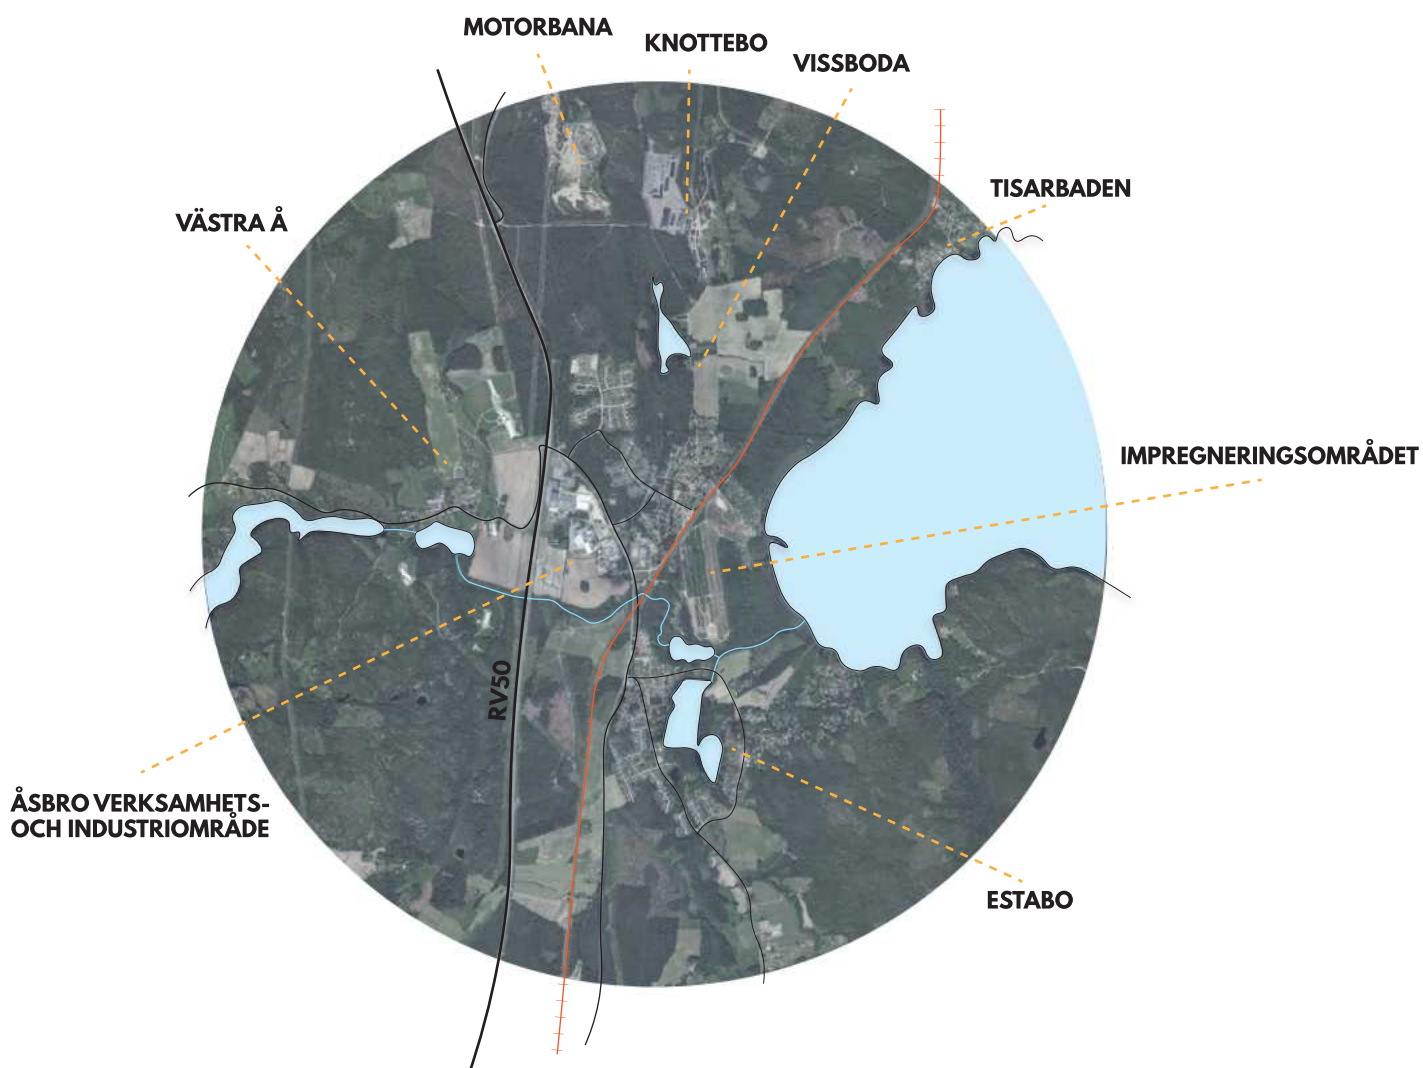 MOTORBANA
KNOTTEBO
VISSBODA
TISARBADEN
VÄSTRA Å
IMPREGNERINGSOMRÅDET
RV50
ÅSBRO VERKSAMHETS-
OCH INDUSTRIOMRÅDE
ESTABO